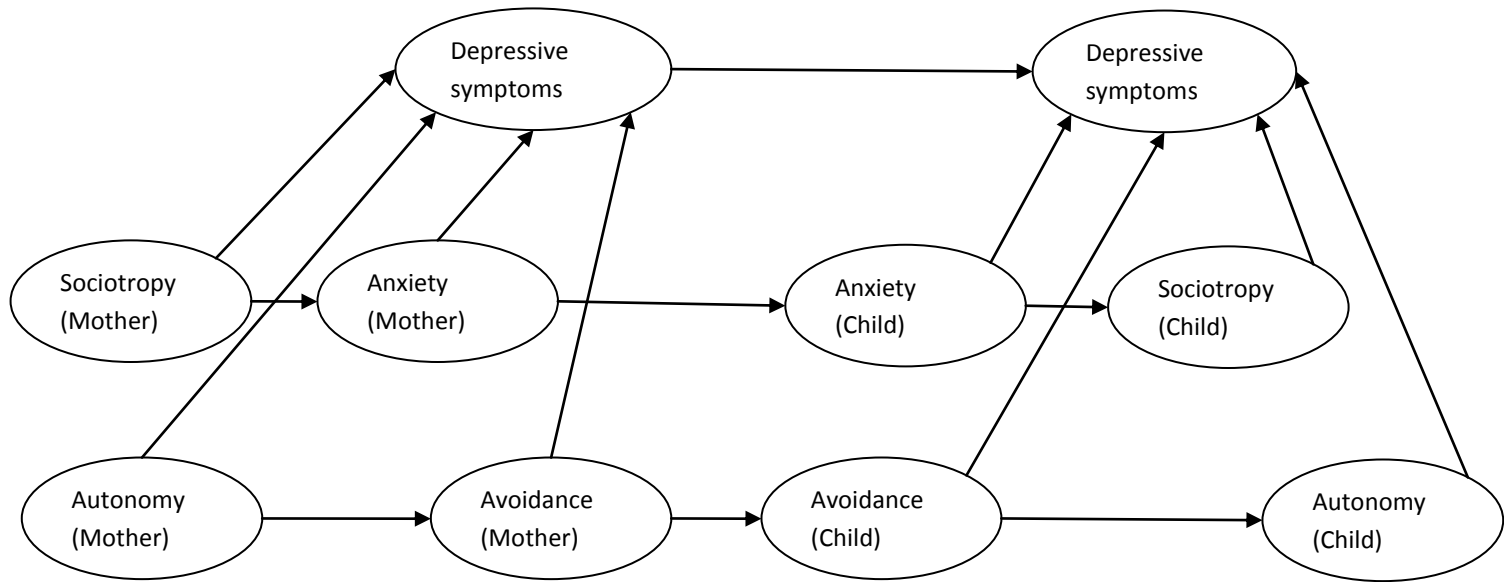 Depressive
symptoms
Depressive
symptoms
Sociotropy
(Mother)
Anxiety
(Mother)
Anxiety
(Child)
Sociotropy
(Child)
Autonomy
(Mother)
Avoidance
(Mother)
Avoidance
(Child)
Autonomy
(Child)